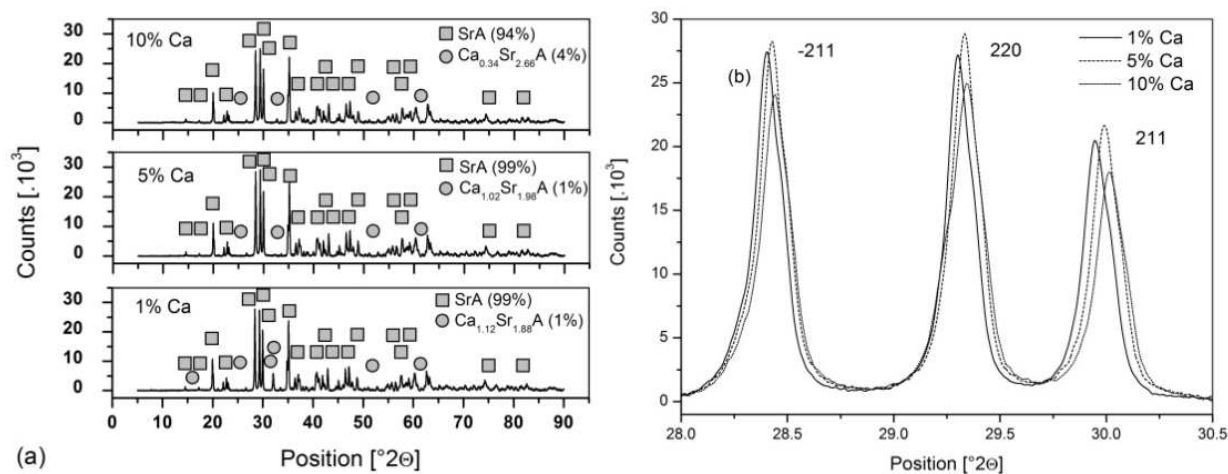 30
20
10
0
10% Ca
SrA (94%)
Ca0.34Sr2.66A (4%)
30
20
10
0
5% Ca
SrA (99%)
Ca1.02Sr1.98A (1%)
30
20
10
0
1% Ca
SrA (99%)
Ca1.12Sr1.88A (1%)
Counts [.10³]
0 10 20 30 40 50 60 70 80 90 100
(a)
Position [°2Θ]
30
25
20
15
10
5
0
Counts [.10³]
(b)
-211
220
211
1% Ca
5% Ca
10% Ca
28.0 28.5 29.0 29.5 30.0 30.5
Position [°2Θ]